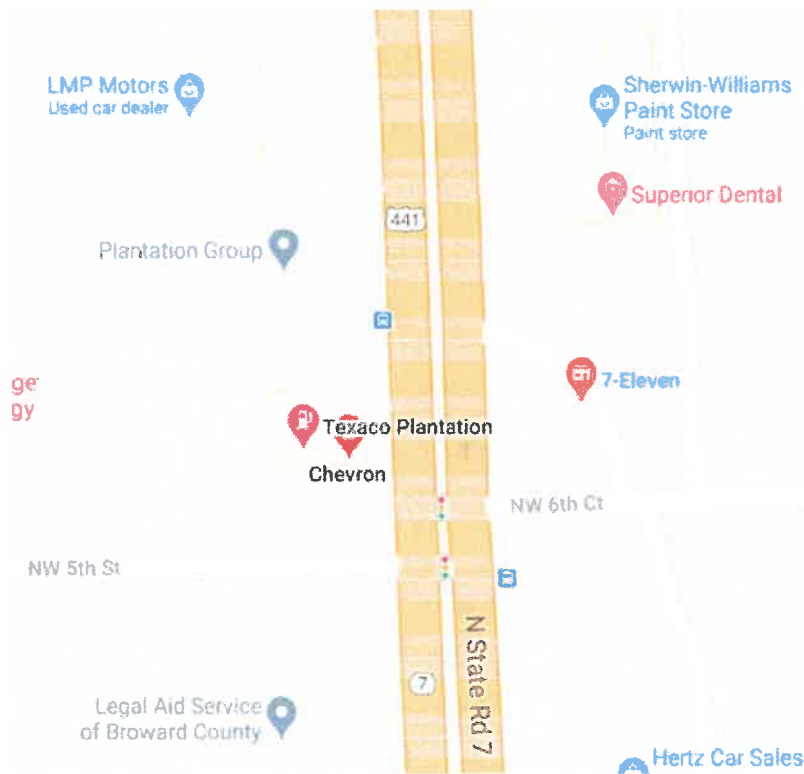 LMP Motors
Used car dealer
Sherwin-Williams
Paint Store
Paint store
Superior Dental
441
Plantation Group
7-Eleven
ge
gy
Texaco Plantation
Chevron
NW 6th Ct
NW 5th St
N State Rd 7
7
Legal Aid Service
of Broward County
Hertz Car Sales